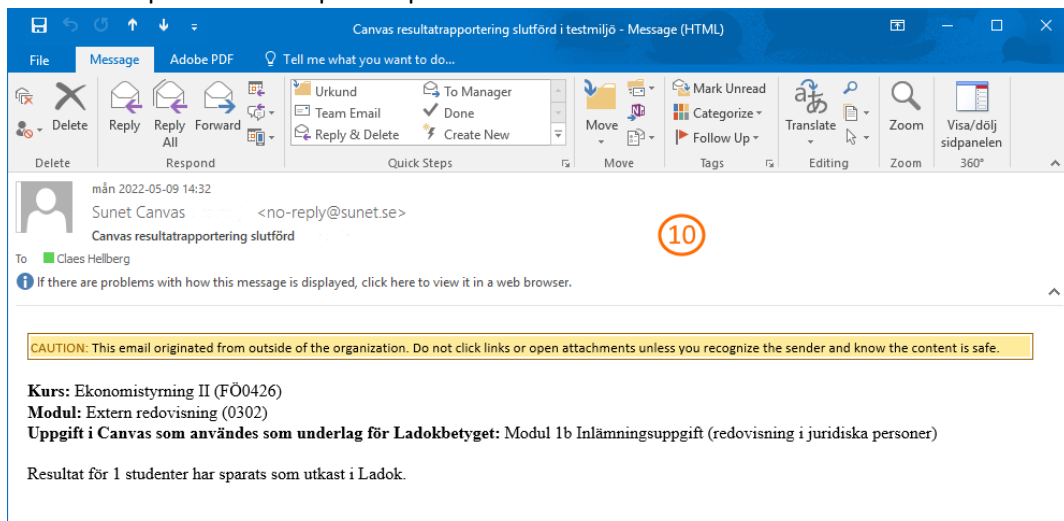 Canvas resultatrapportering slutförd i testmiljö - Message (HTML)
File Message Adobe PDF Tell me what you want to do...
Delete Reply Reply All Forward
Urkund To Manager
Team Email Done
Reply & Delete Create New
Move
Mark Unread
Categorize
Follow Up
Translate
Zoom
Visa/dölj sidpanelen
Delete Respond Quick Steps Move Tags Editing Zoom 360°
mån 2022-05-09 14:32
Sunet Canvas <no-reply@sunet.se>
Canvas resultatrapportering slutförd
10
To Claes Hellberg
If there are problems with how this message is displayed, click here to view it in a web browser.
CAUTION: This email originated from outside of the organization. Do not click links or open attachments unless you recognize the sender and know the content is safe.
Kurs: Ekonomistyrning II (FÖ0426)
Modul: Extern redovisning (0302)
Uppgift i Canvas som användes som underlag för Ladokbetyget: Modul 1b Inlämningsuppgift (redovisning i juridiska personer)
Resultat för 1 studenter har sparats som utkast i Ladok.